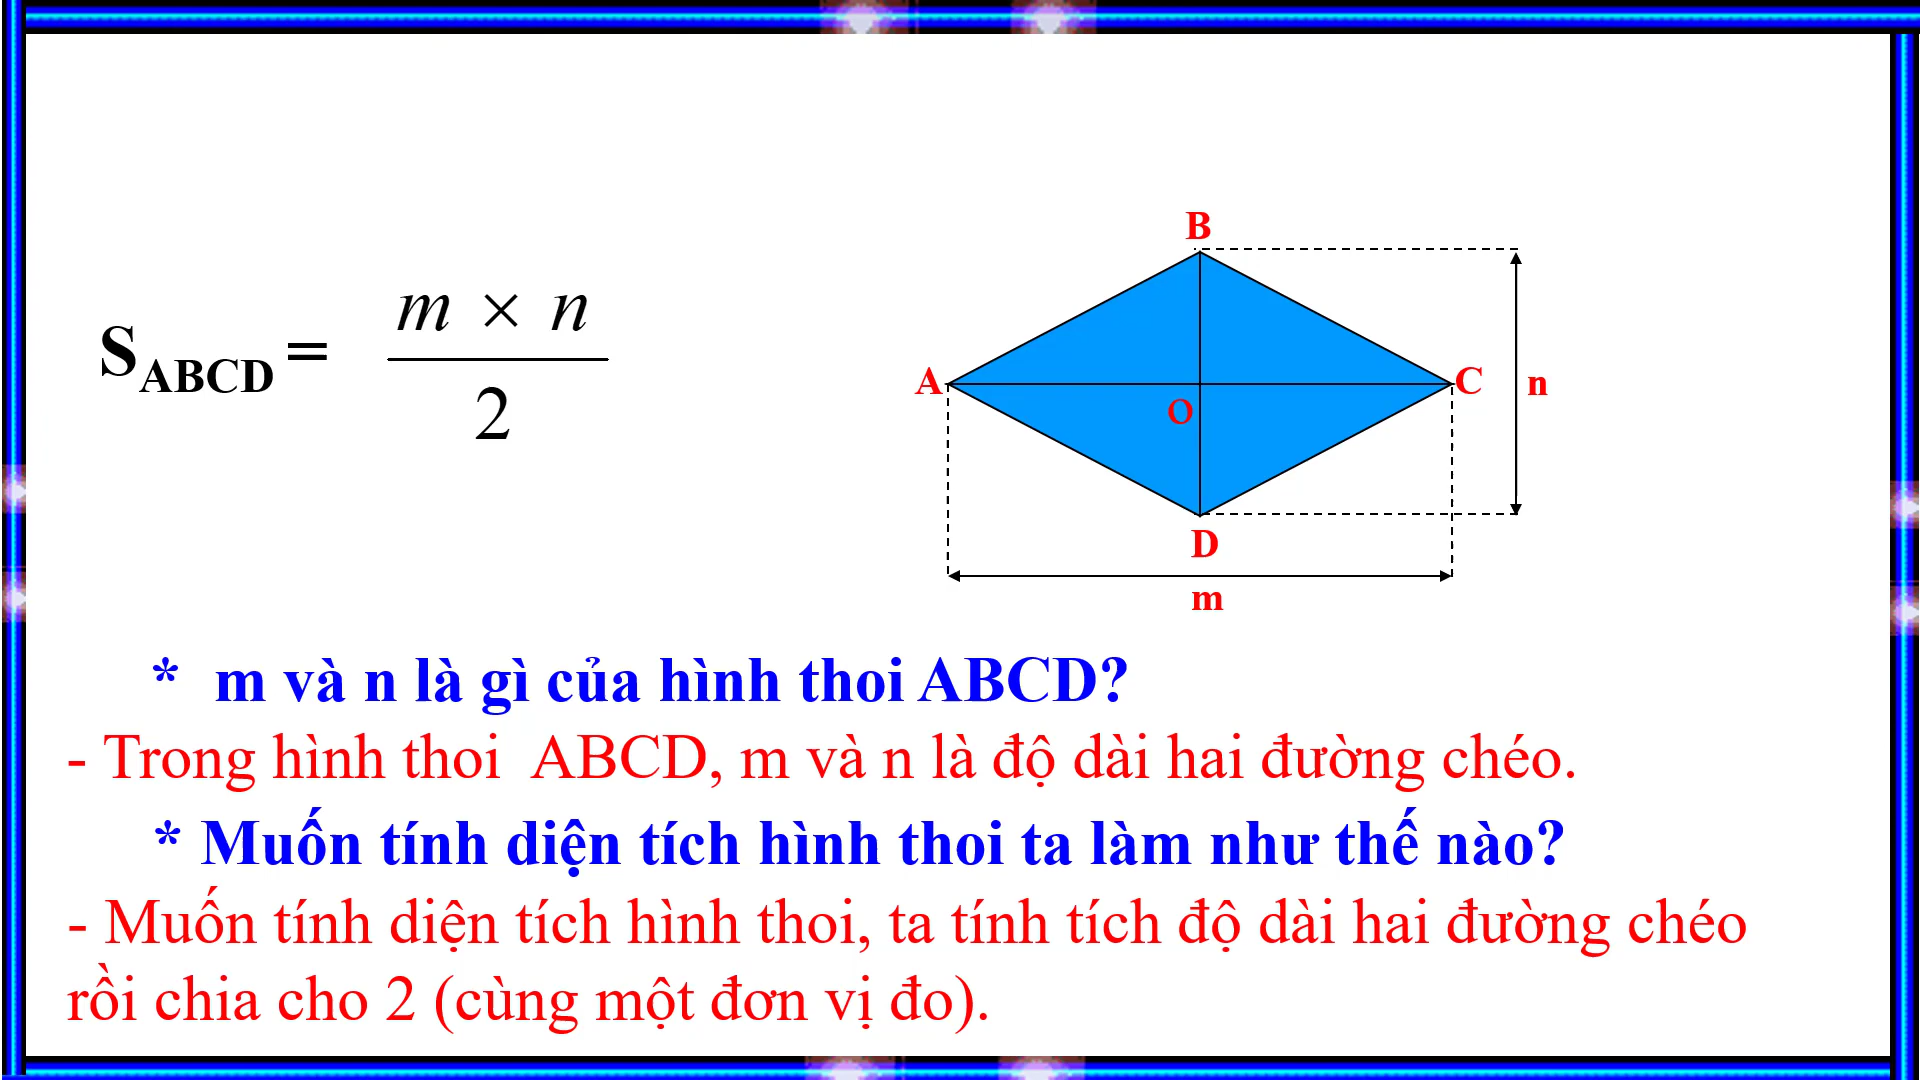 B
S_ABCD = m × n / 2
A
C
n
O
D
m
* m và n là gì của hình thoi ABCD?
- Trong hình thoi ABCD, m và n là độ dài hai đường chéo.
* Muốn tính diện tích hình thoi ta làm như thế nào?
- Muốn tính diện tích hình thoi, ta tính tích độ dài hai đường chéo
rồi chia cho 2 (cùng một đơn vị đo).